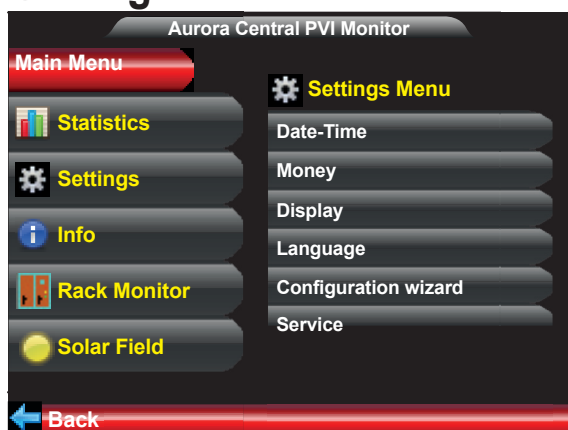 Aurora Central PVI Monitor
Main Menu
Statistics
Settings
Info
Rack Monitor
Solar Field
Settings Menu
Date-Time
Money
Display
Language
Configuration wizard
Service
Back